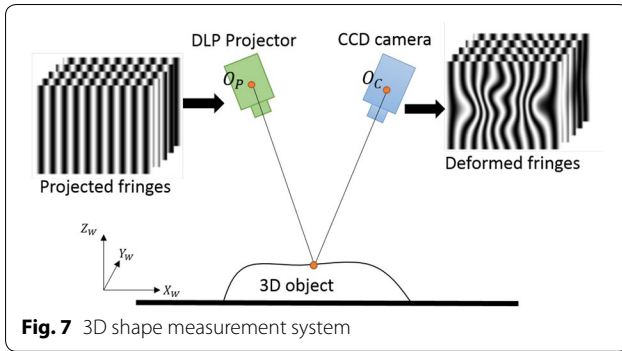 DLP Projector
CCD camera
O_P
O_C
Projected fringes
Deformed fringes
Z_W
Y_W
X_W
3D object
Fig. 7 3D shape measurement system